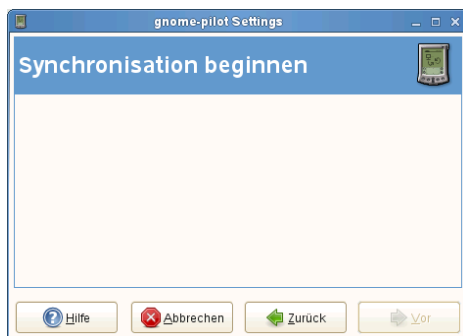 gnome-pilot Settings
Synchronisation beginnen
Hilfe
Abbrechen
Zurück
Vor